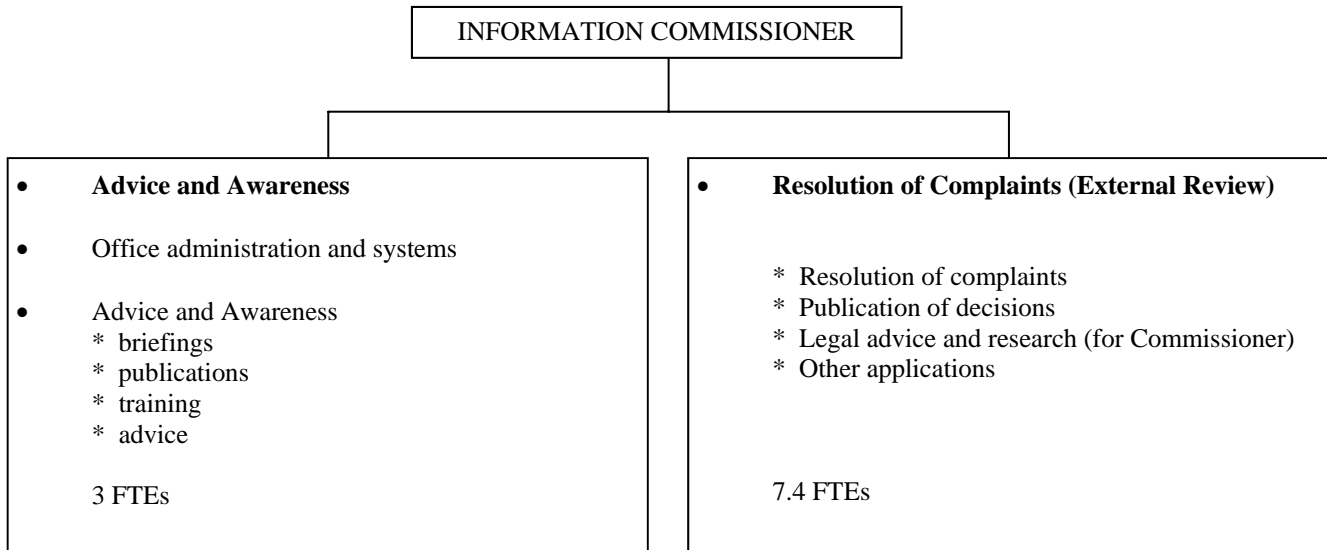 INFORMATION COMMISSIONER
• Advice and Awareness
• Office administration and systems
• Advice and Awareness
* briefings
* publications
* training
* advice
3 FTEs
• Resolution of Complaints (External Review)
* Resolution of complaints
* Publication of decisions
* Legal advice and research (for Commissioner)
* Other applications
7.4 FTEs